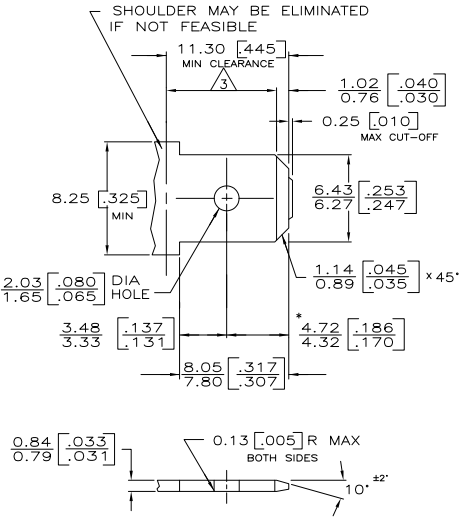 SHOULDER MAY BE ELIMINATED
IF NOT FEASIBLE
11.30 [.445]
MIN CLEARANCE
3
1.02 [.040]
0.76 [.030]
0.25 [.010]
MAX CUT-OFF
8.25 [.325]
MIN
6.43 [.253]
6.27 [.247]
2.03 [.080] DIA
1.65 [.065] HOLE
1.14 [.045] x 45°
0.89 [.035]
3.48 [.137]
3.33 [.131]
* 4.72 [.186]
4.32 [.170]
8.05 [.317]
7.80 [.307]
0.84 [.033]
0.79 [.031]
0.13 [.005] R MAX
BOTH SIDES
10° ±2°